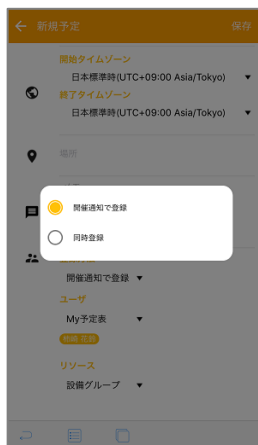 新規予定
保存
開始タイムゾーン
日本標準時(UTC+09:00 Asia/Tokyo)
終了タイムゾーン
日本標準時(UTC+09:00 Asia/Tokyo)
場所
開催通知で登録
同時登録
開催通知で登録
ユーザ
My予定表
リソース
設備グループ